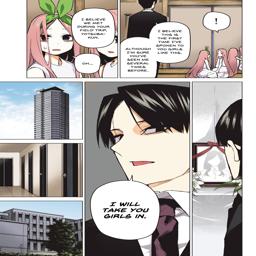 !
I BELIEVE
THIS IS
THE FIRST
TIME I'VE
SPOKEN TO
YOU GIRLS
LIKE THIS.
ALTHOUGH
I'M SURE
YOU'VE
SEEN ME
SEVERAL
TIMES
BEFORE.
I BELIEVE
WE MET
DURING YOUR
FIELD TRIP,
YOTSUBA-
KUN.
OH...
I WILL
TAKE YOU
GIRLS IN.